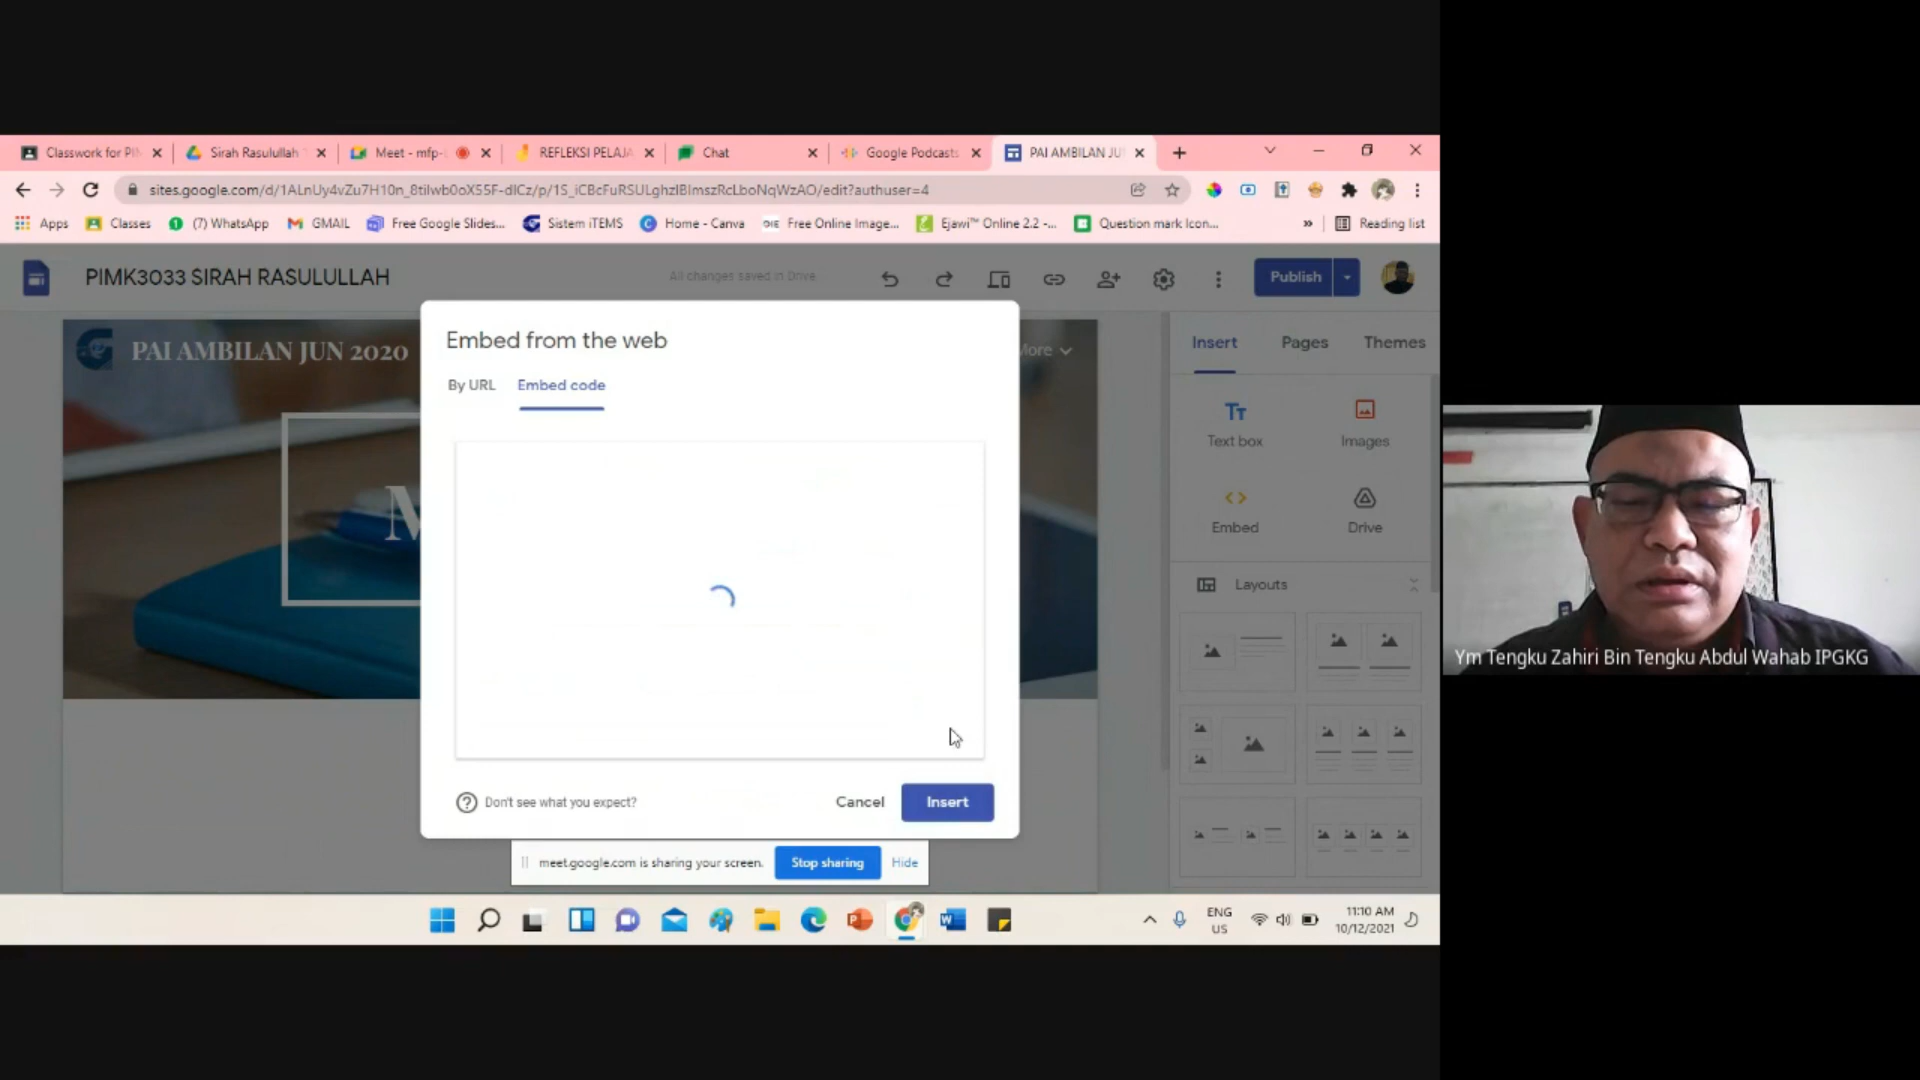 Classwork for PI
Sirah Rasulullah
Meet - mfp-
REFLEKSI PELAJA
Chat
Google Podcasts
PAI AMBILAN JU
sites.google.com/d/1ALnUy4vZu7H10n_8tilwb0oX55F-dlCz/p/1S_iCBcFuRSULghzIBImszRcLboNqWzAO/edit?authuser=4
Apps
Classes
(7) WhatsApp
GMAIL
Free Google Slides...
Sistem iTEMS
Home - Canva
OIE
Free Online Image...
Ejawi™ Online 2.2 -...
Question mark Icon...
»
Reading list
PIMK3033 SIRAH RASULULLAH
All changes saved in Drive
Publish
PAI AMBILAN JUN 2020
More
M
Embed from the web
By URL
Embed code
Don't see what you expect?
Cancel
Insert
Insert
Pages
Themes
Text box
Images
Embed
Drive
Layouts
meet.google.com is sharing your screen.
Stop sharing
Hide
ENG
US
11:10 AM
10/12/2021
Ym Tengku Zahiri Bin Tengku Abdul Wahab IPGKG